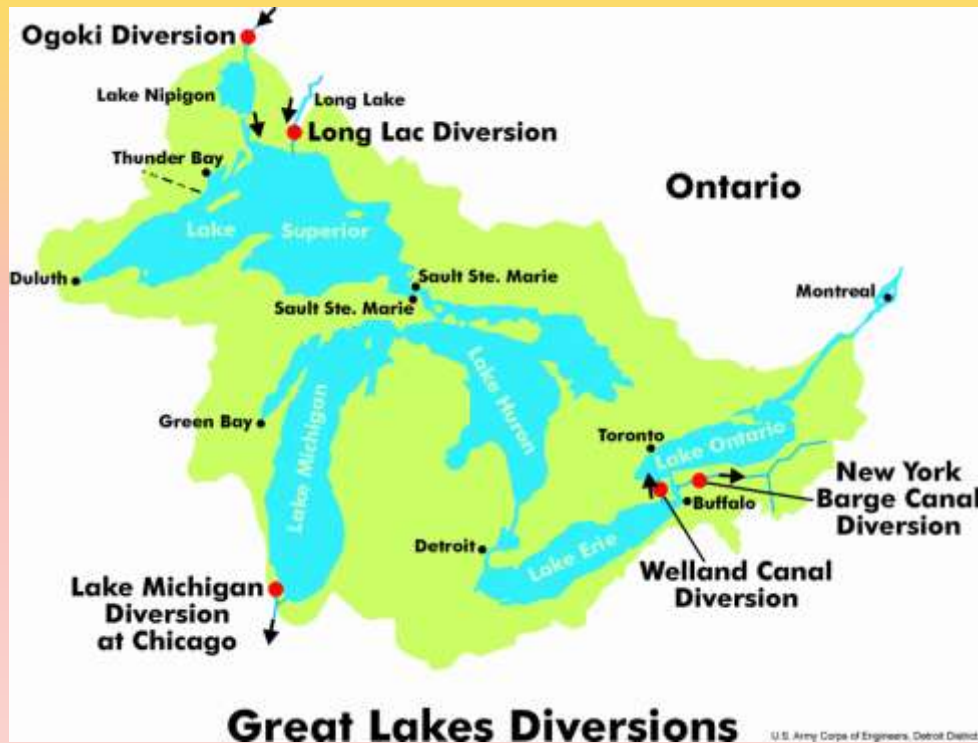 Ogoki Diversion
Lake Nipigon
Long Lake
Long Lac Diversion
Thunder Bay
Ontario
Lake Superior
Duluth
Sault Ste. Marie
Sault Ste. Marie
Montreal
Green Bay
Lake Michigan
Lake Huron
Toronto
Lake Ontario
New York
Barge Canal
Diversion
Buffalo
Detroit
Lake Erie
Welland Canal
Diversion
Lake Michigan
Diversion
at Chicago
Great Lakes Diversions
U.S. Army Corps of Engineers, Detroit District